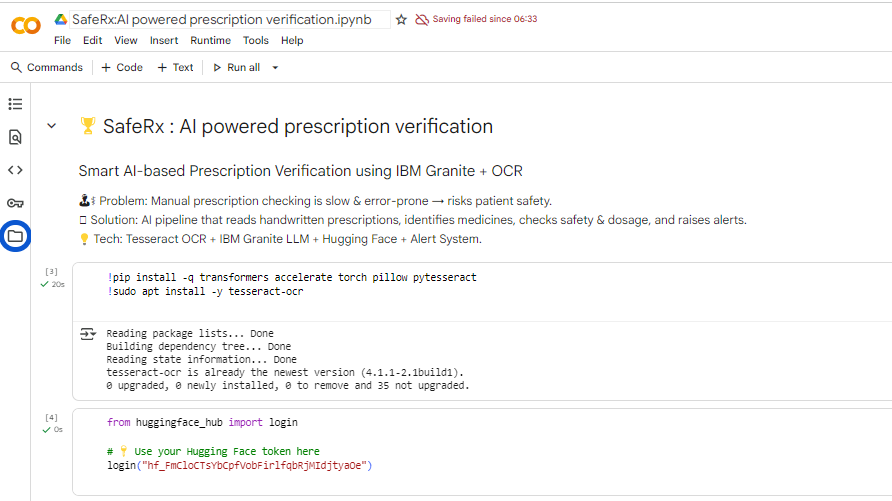 SafeRx:AI powered prescription verification.ipynb
Saving failed since 06:33
File Edit View Insert Runtime Tools Help
Commands + Code + Text Run all
🏆 SafeRx : AI powered prescription verification
Smart AI-based Prescription Verification using IBM Granite + OCR
Problem: Manual prescription checking is slow & error-prone → risks patient safety.
Solution: AI pipeline that reads handwritten prescriptions, identifies medicines, checks safety & dosage, and raises alerts.
💡 Tech: Tesseract OCR + IBM Granite LLM + Hugging Face + Alert System.
[3]
20s
!pip install -q transformers accelerate torch pillow pytesseract
!sudo apt install -y tesseract-ocr
Reading package lists... Done
Building dependency tree... Done
Reading state information... Done
tesseract-ocr is already the newest version (4.1.1-2.1build1).
0 upgraded, 0 newly installed, 0 to remove and 35 not upgraded.
[4]
0s
from huggingface_hub import login
# 💡 Use your Hugging Face token here
login("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")